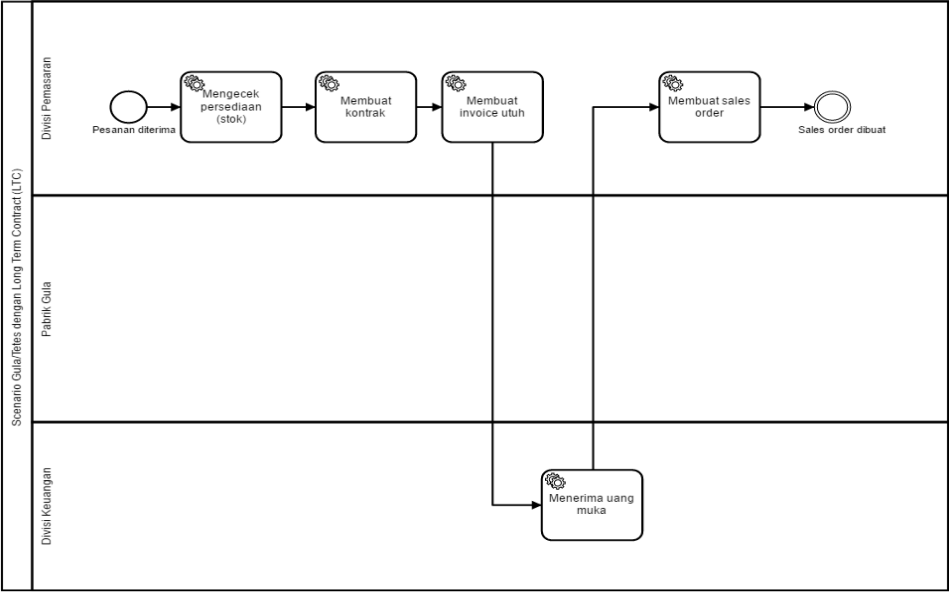 Scenario Gula/Tetes dengan Long Term Contract (LTC)
Divisi Pemasaran
Pesanan diterima
Mengecek
persediaan
(stok)
Membuat
kontrak
Membuat
invoice utuh
Membuat sales
order
Sales order dibuat
Pabrik Gula
Divisi Keuangan
Menerima uang
muka